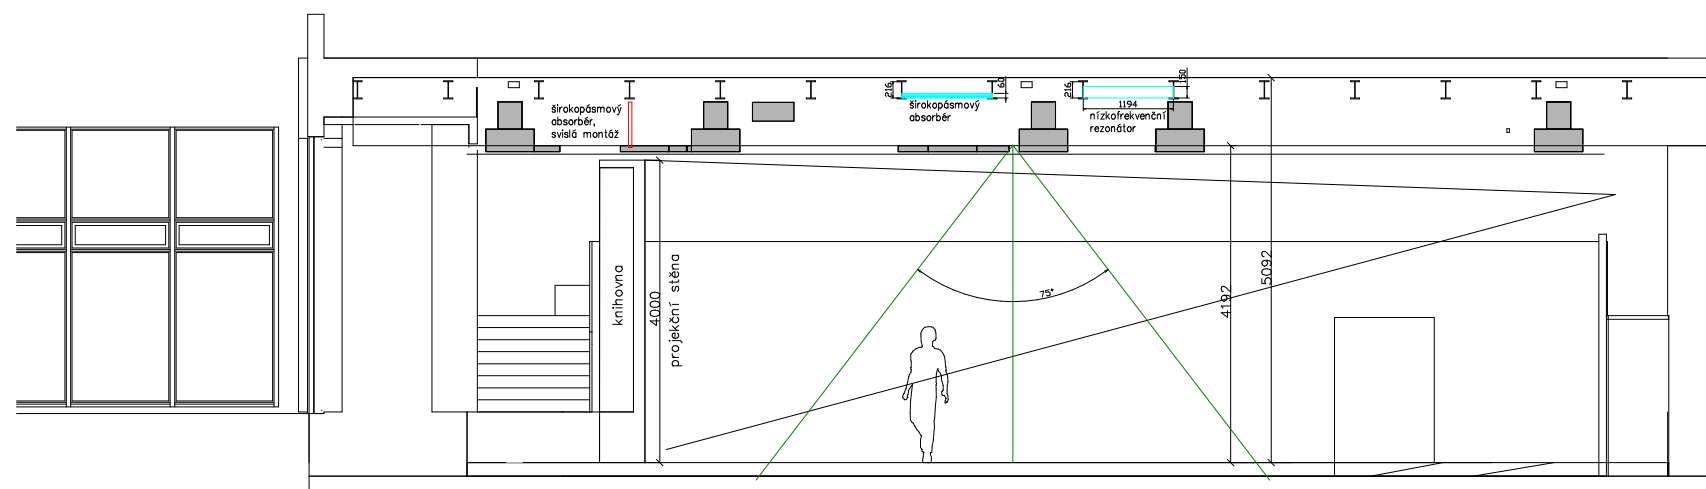 širokopásmový
absorbér,
svislá montáž
216
60
širokopásmový
absorbér
216
150
1194
nízkofrekvenční
rezonátor
knihovna
4000
projekční stěna
75°
4192
5092